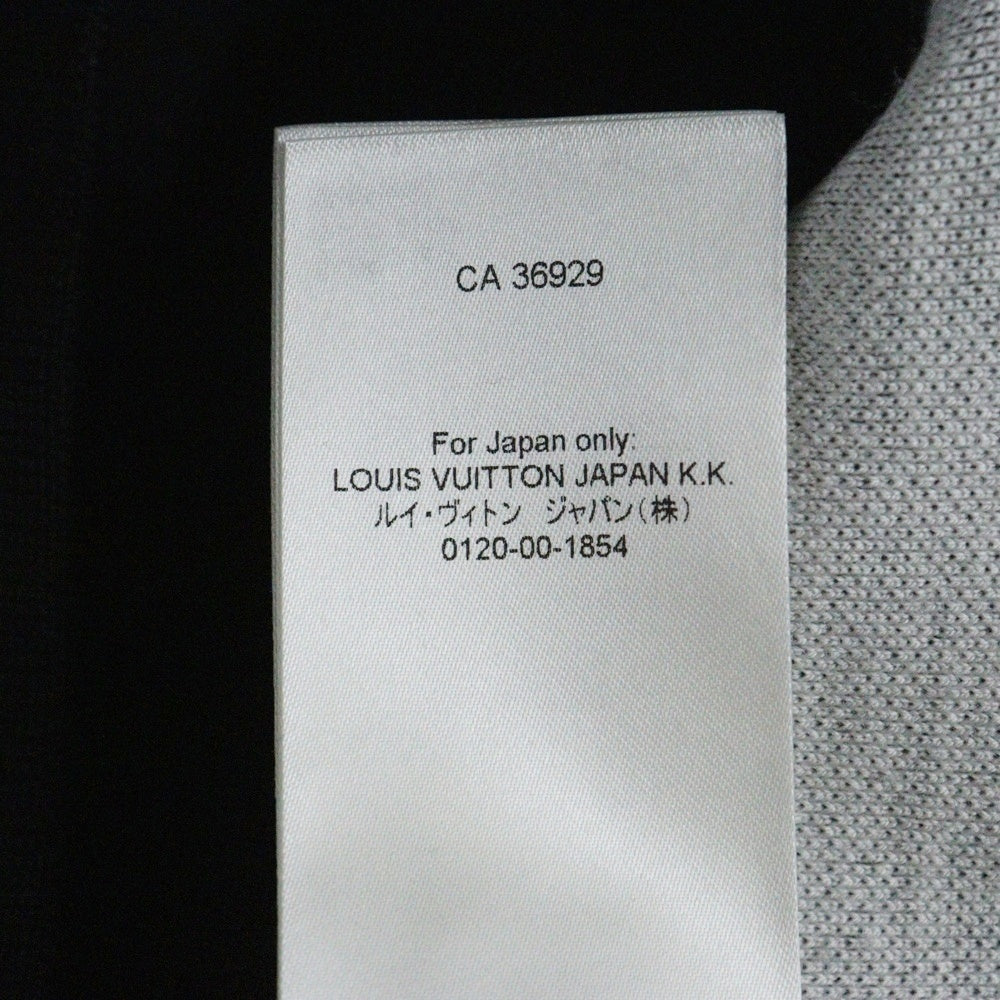 CA 36929
For Japan only:
LOUIS VUITTON JAPAN K.K.
ルイ・ヴィトン　ジャパン(株)
0120-00-1854